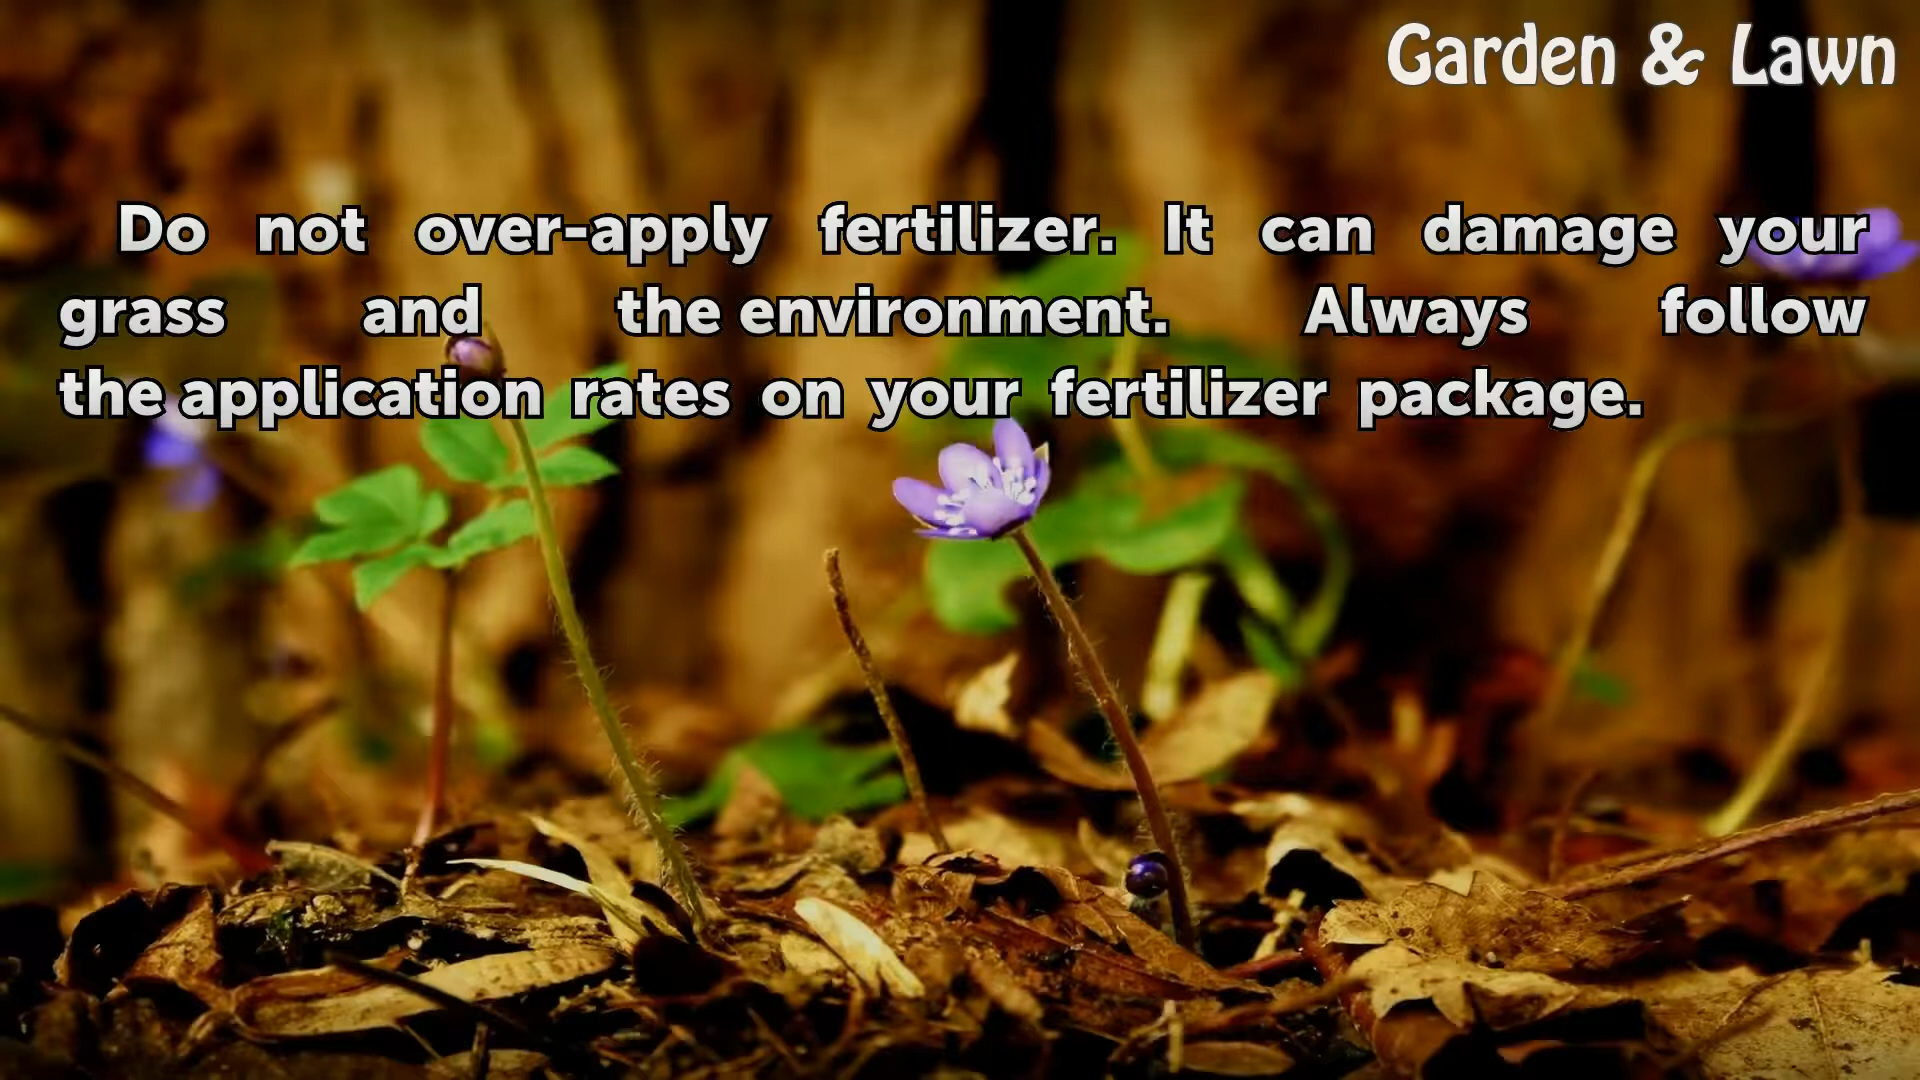 Garden & Lawn
Do not over-apply fertilizer. It can damage your
grass and the environment. Always follow
the application rates on your fertilizer package.